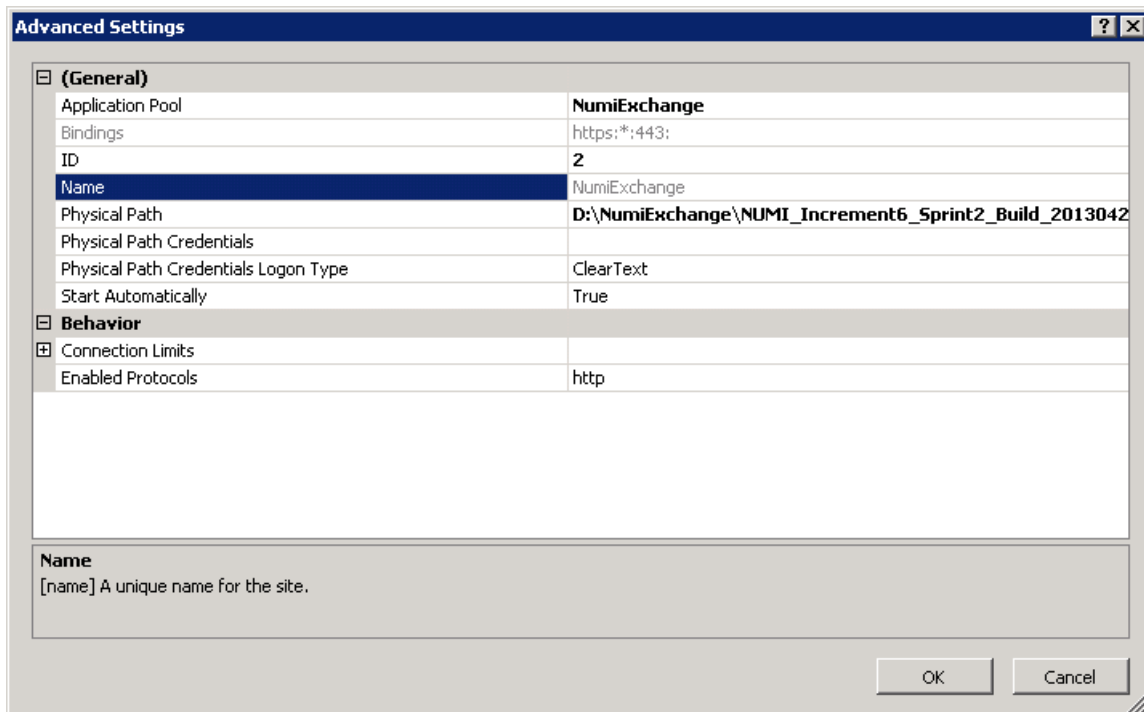 Advanced Settings
(General)
Application Pool NumiExchange
Bindings https:*:443:
ID 2
Name NumiExchange
Physical Path D:\NumiExchange\NUMI_Increment6_Sprint2_Build_2013042
Physical Path Credentials
Physical Path Credentials Logon Type ClearText
Start Automatically True
Behavior
Connection Limits
Enabled Protocols http
Name
[name] A unique name for the site.
OK Cancel